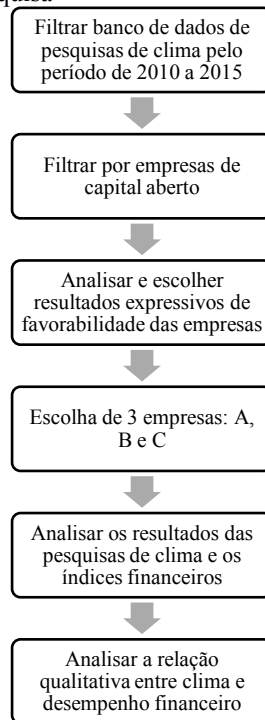 Filtrar banco de dados de
pesquisas de clima pelo
período de 2010 a 2015
Filtrar por empresas de
capital aberto
Analisar e escolher
resultados expressivos de
favorabilidade das empresas
Escolha de 3 empresas: A,
B e C
Analisar os resultados das
pesquisas de clima e os
índices financeiros
Analisar a relação
qualitativa entre clima e
desempenho financeiro